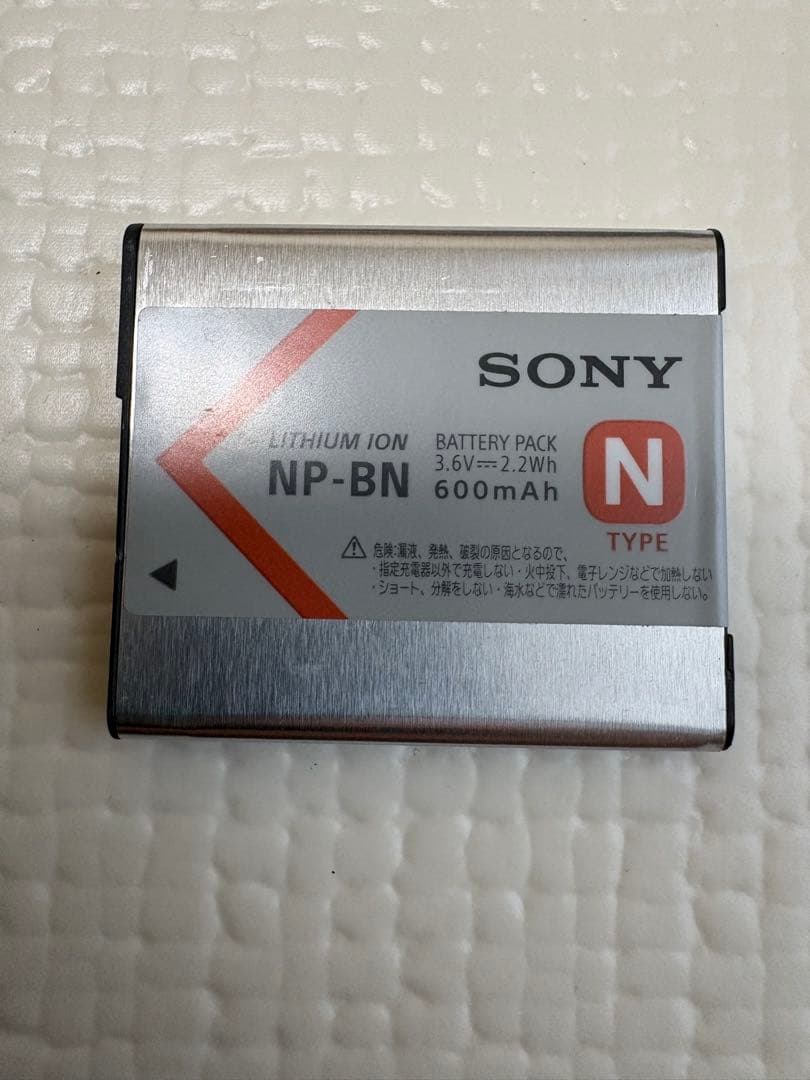 SONY
LITHIUM ION
NP-BN
BATTERY PACK
3.6V⎓2.2Wh
600mAh
N
TYPE
⚠ 危険:漏液、発熱、破裂の原因となるので、
・指定充電器以外で充電しない・火中投下、電子レンジなどで加熱しない
・ショート、分解をしない・海水などで濡れたバッテリーを使用しない。